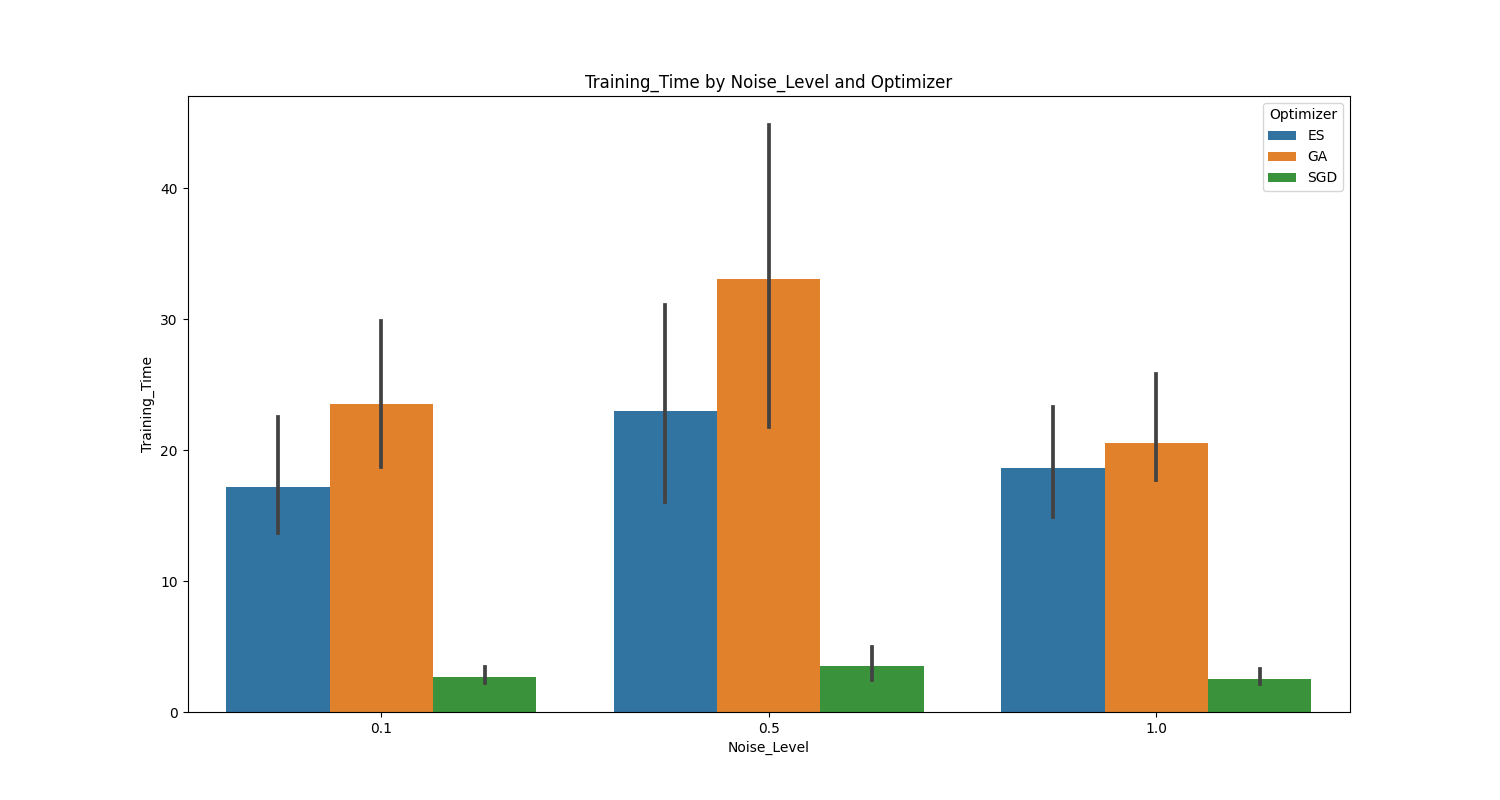 Training_Time by Noise_Level and Optimizer
Optimizer
ES
GA
SGD
Training_Time
40
30
20
10
0
0.1
0.5
1.0
Noise_Level